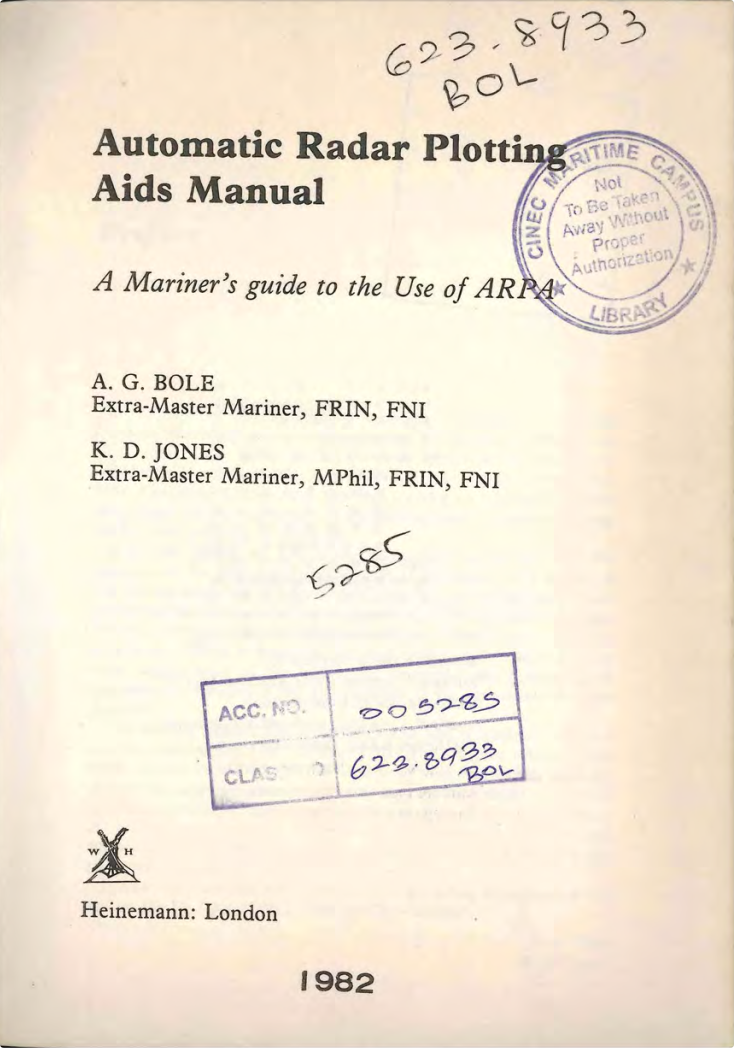 623.8933
BOL
Automatic Radar Plotting
Aids Manual
CINEC MARITIME CAMPUS
Not
To Be Taken
Away Without
Proper
Authorization
LIBRARY
A Mariner's guide to the Use of ARPA
A. G. BOLE
Extra-Master Mariner, FRIN, FNI
K. D. JONES
Extra-Master Mariner, MPhil, FRIN, FNI
5285
ACC. NO. 005285
CLAS 623.8933
BOL
W H
Heinemann: London
1982